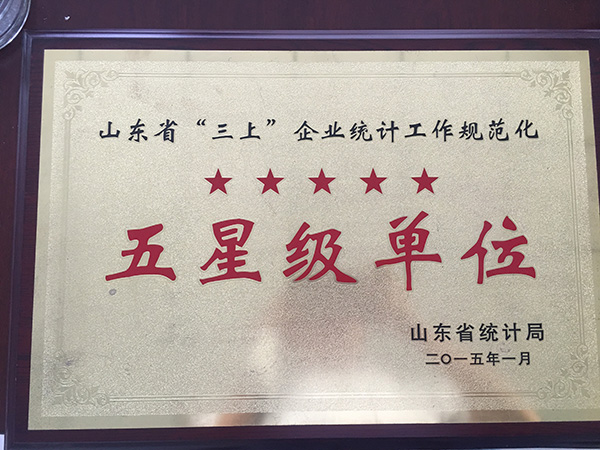 山东省“三上”企业统计工作规范化
★★★★★
五星级单位
山东省统计局
二〇一五年一月